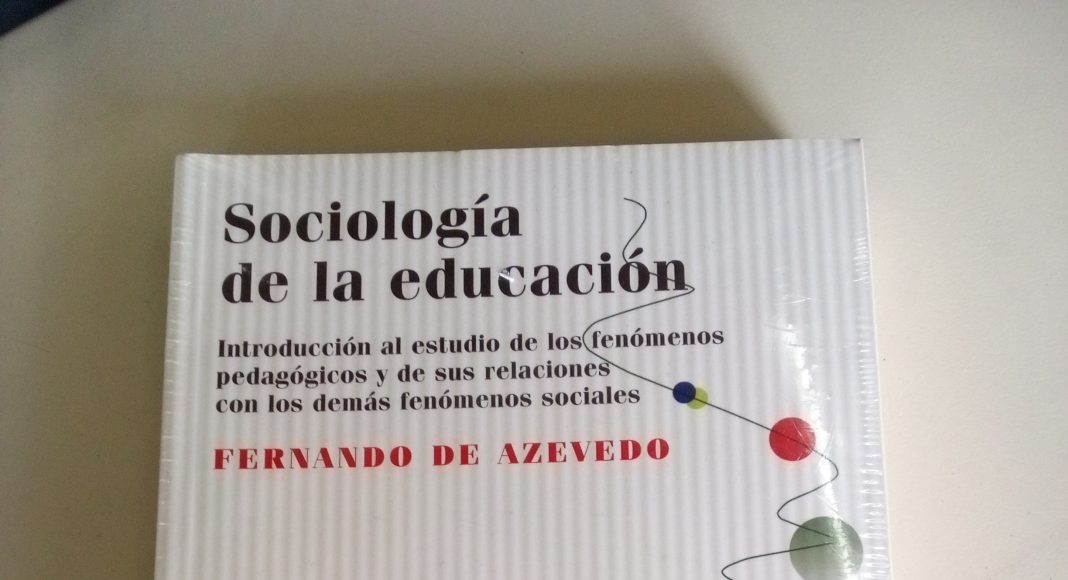 Sociología
de la educación
Introducción al estudio de los fenómenos
pedagógicos y de sus relaciones
con los demás fenómenos sociales
FERNANDO DE AZEVEDO